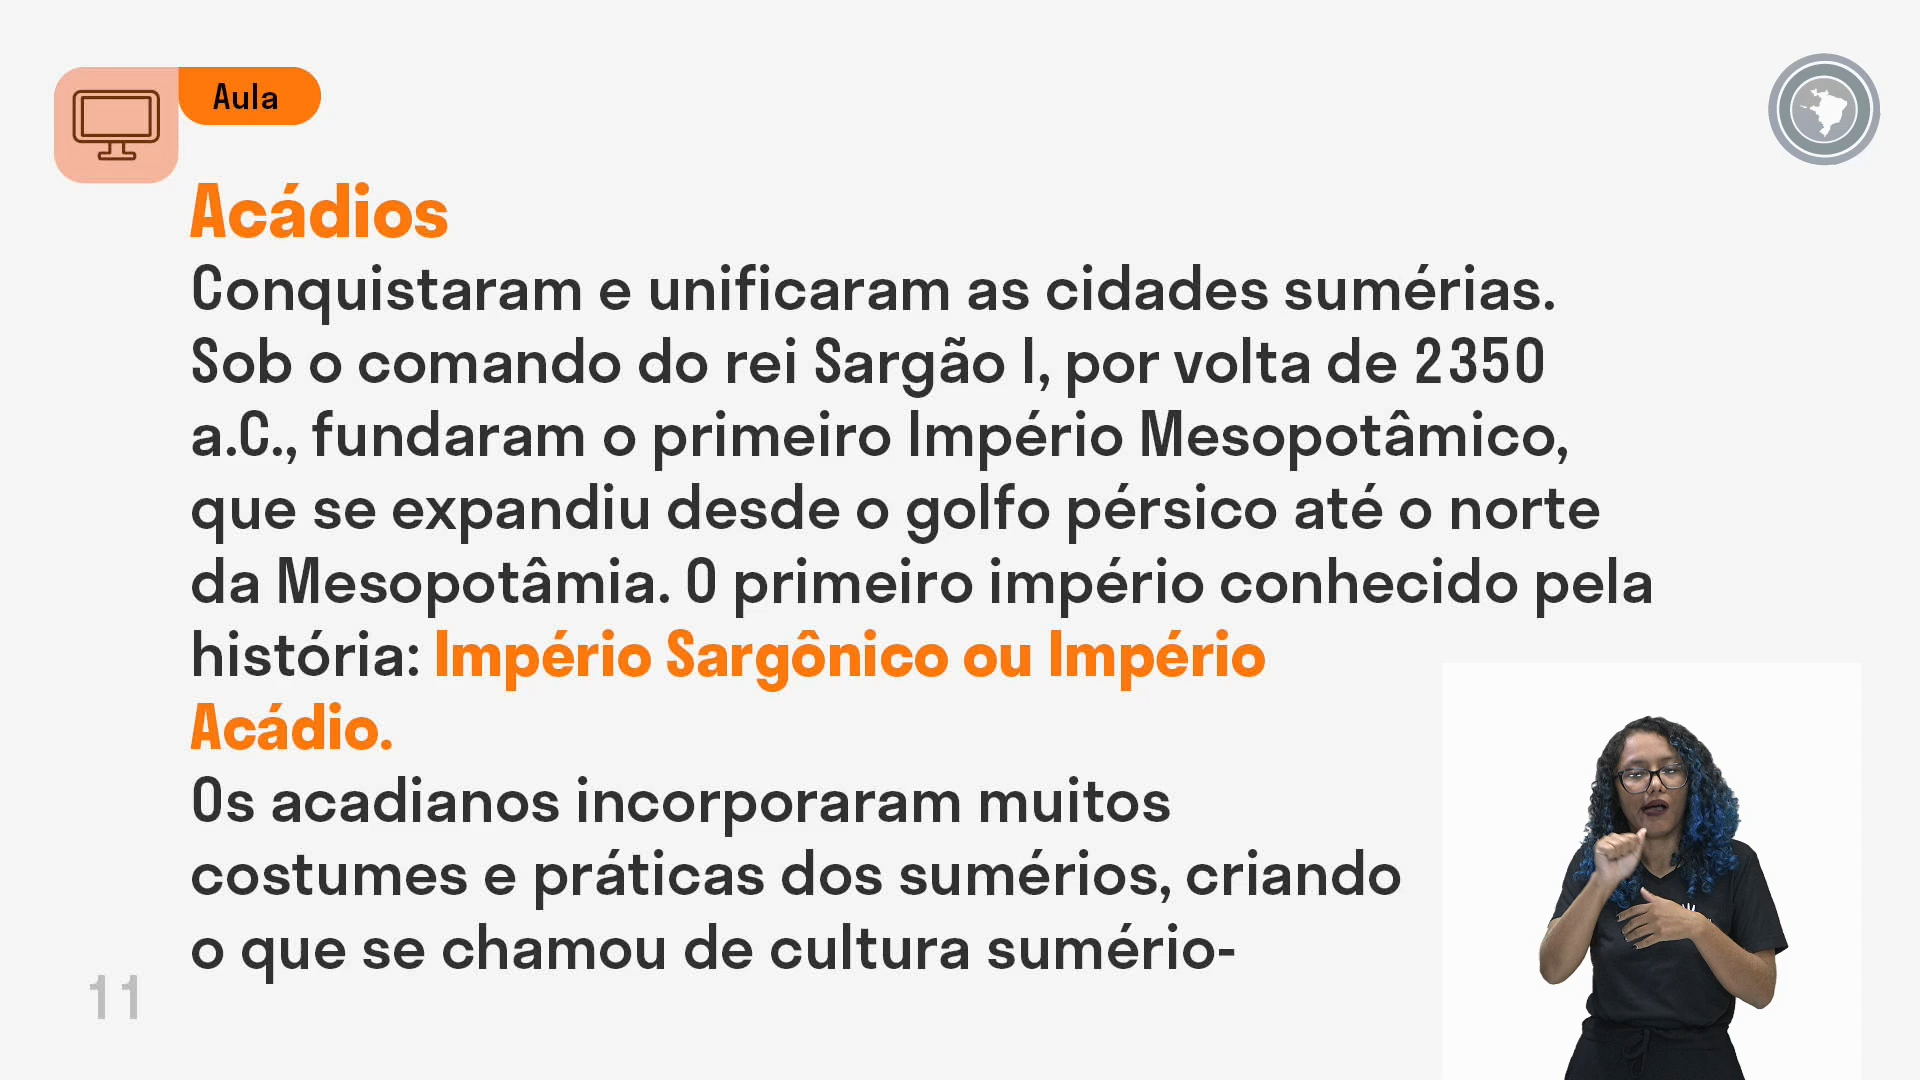 Aula
Acádios
Conquistaram e unificaram as cidades sumérias.
Sob o comando do rei Sargão I, por volta de 2350
a.C., fundaram o primeiro Império Mesopotâmico,
que se expandiu desde o golfo pérsico até o norte
da Mesopotâmia. O primeiro império conhecido pela
história: Império Sargônico ou Império
Acádio.
Os acadianos incorporaram muitos
costumes e práticas dos sumérios, criando
o que se chamou de cultura sumério-
11